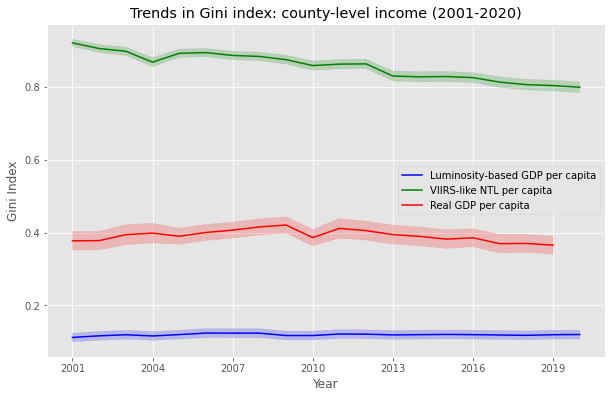 Trends in Gini index: county-level income (2001-2020)
Gini Index
0.8
0.6
0.4
0.2
Luminosity-based GDP per capita
VIIRS-like NTL per capita
Real GDP per capita
2001 2004 2007 2010 2013 2016 2019
Year